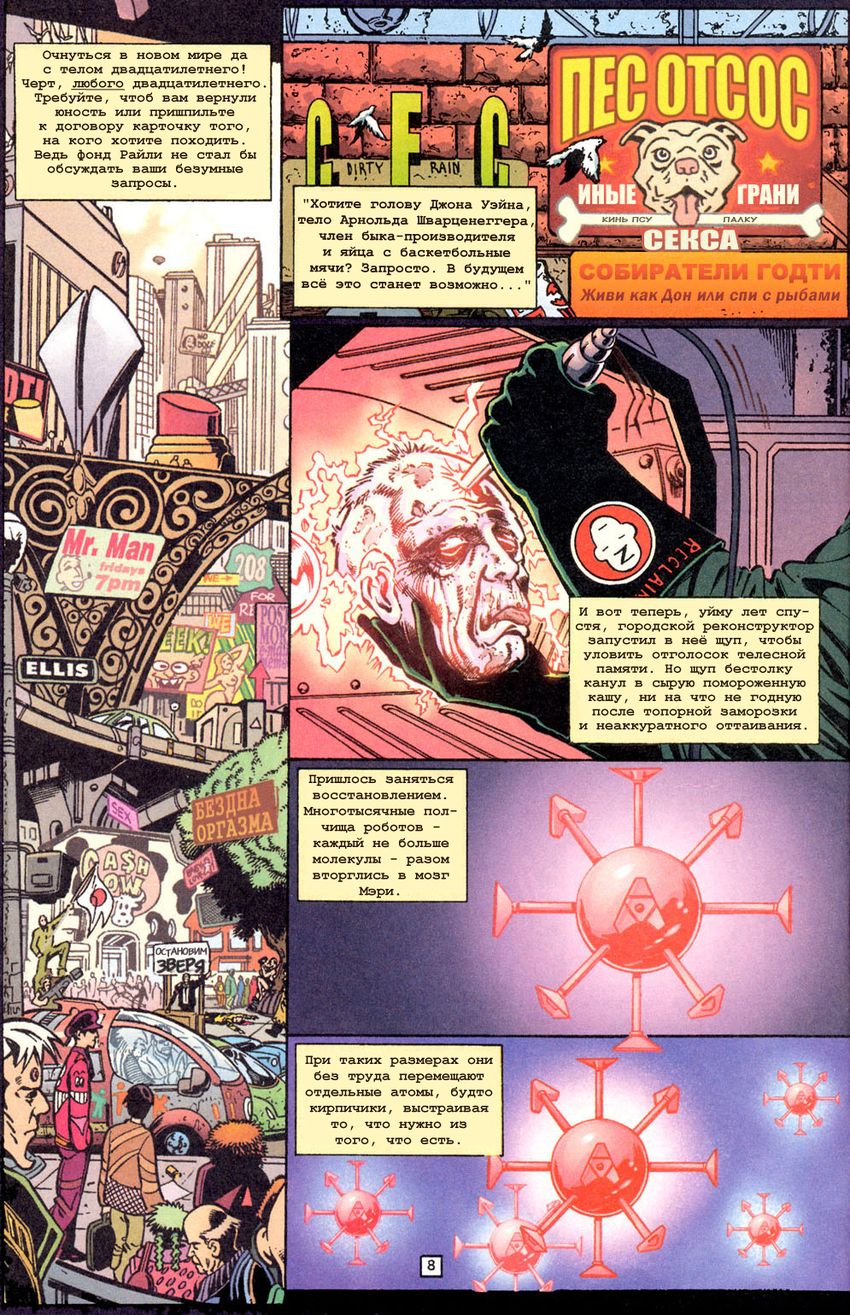 Очнуться в новом мире да
с телом двадцатилетнего!
Черт, любого двадцатилетнего.
Требуйте, чтоб вам вернули
юность или пришпильте
к договору карточку того,
на кого хотите походить.
Ведь фонд Райли не стал бы
обсуждать ваши безумные
запросы.
DIRTY RAIN
ПЕС ОТСОС
ИНЫЕ ГРАНИ
КИНЬ ПСУ ПАЛКУ
СЕКСА
СОБИРАТЕЛИ ГОДТИ
Живи как Дон или спи с рыбами
"Хотите голову Джона Уэйна,
тело Арнольда Шварценеггера,
член быка-производителя
и яйца с баскетбольные
мячи? Запросто. В будущем
всё это станет возможно..."
Mr. Man
fridays
7pm
208
FOR
WE
EEK!
ELLIS
SEX
БЕЗДНА
ОРГАЗМА
CASH
COW
ОСТАНОВИМ
ЗВЕРЯ
RECLAIM
И вот теперь, уйму лет спу-
стя, городской реконструктор
запустил в неё щуп, чтобы
уловить отголосок телесной
памяти. Но щуп бестолку
канул в сырую помороженную
кашу, ни на что не годную
после топорной заморозки
и неаккуратного оттаивания.
Пришлось заняться
восстановлением.
Многотысячные пол-
чища роботов -
каждый не больше
молекулы - разом
вторглись в мозг
Мэри.
При таких размерах они
без труда перемещают
отдельные атомы, будто
кирпичики, выстраивая
то, что нужно из
того, что есть.
8